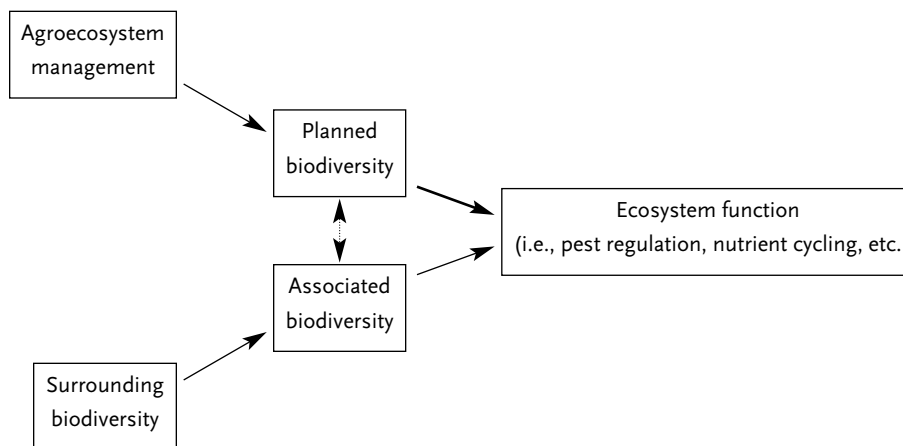 Agroecosystem
management
Planned
biodiversity
Ecosystem function
(i.e., pest regulation, nutrient cycling, etc.
Associated
biodiversity
Surrounding
biodiversity